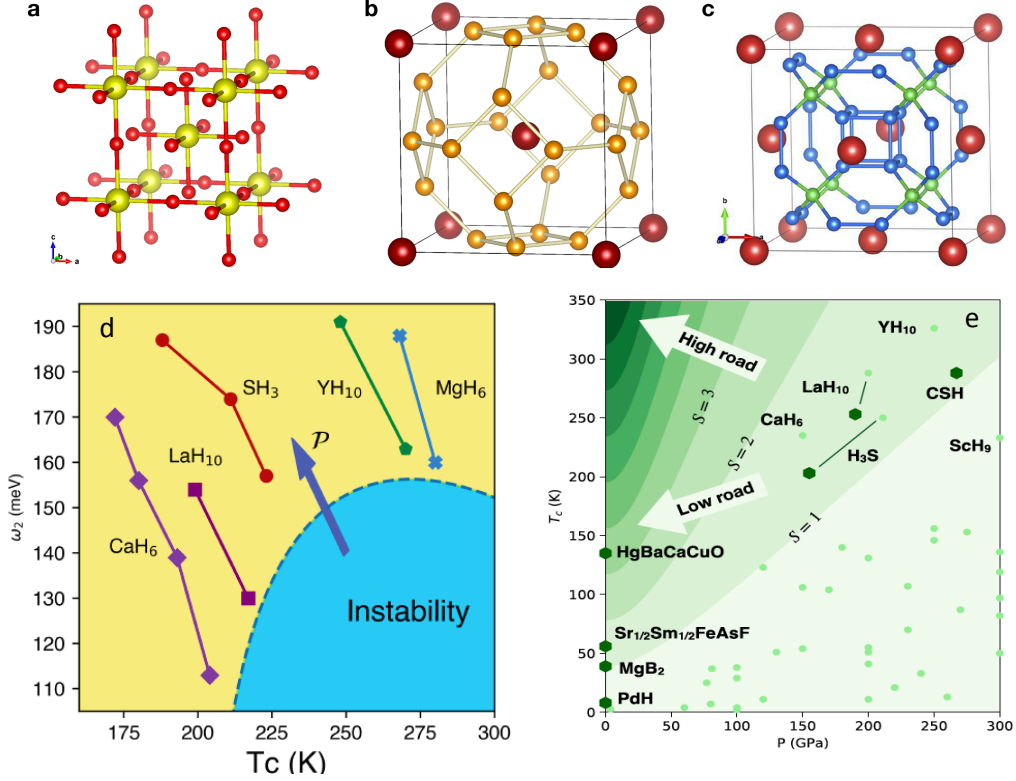 a
b
c
c
b
a
b
a
d
190
180
170
160
150
140
130
120
110
ω₂ (meV)
SH₃
YH₁₀
MgH₆
LaH₁₀
CaH₆
𝒫
Instability
175
200
225
250
275
300
Tc (K)
e
350
300
250
200
150
100
50
0
T_c (K)
High road
Low road
S = 3
S = 2
S = 1
YH₁₀
LaH₁₀
CSH
CaH₆
H₃S
ScH₉
HgBaCaCuO
Sr₁/₂Sm₁/₂FeAsF
MgB₂
PdH
0
50
100
150
200
250
300
P (GPa)